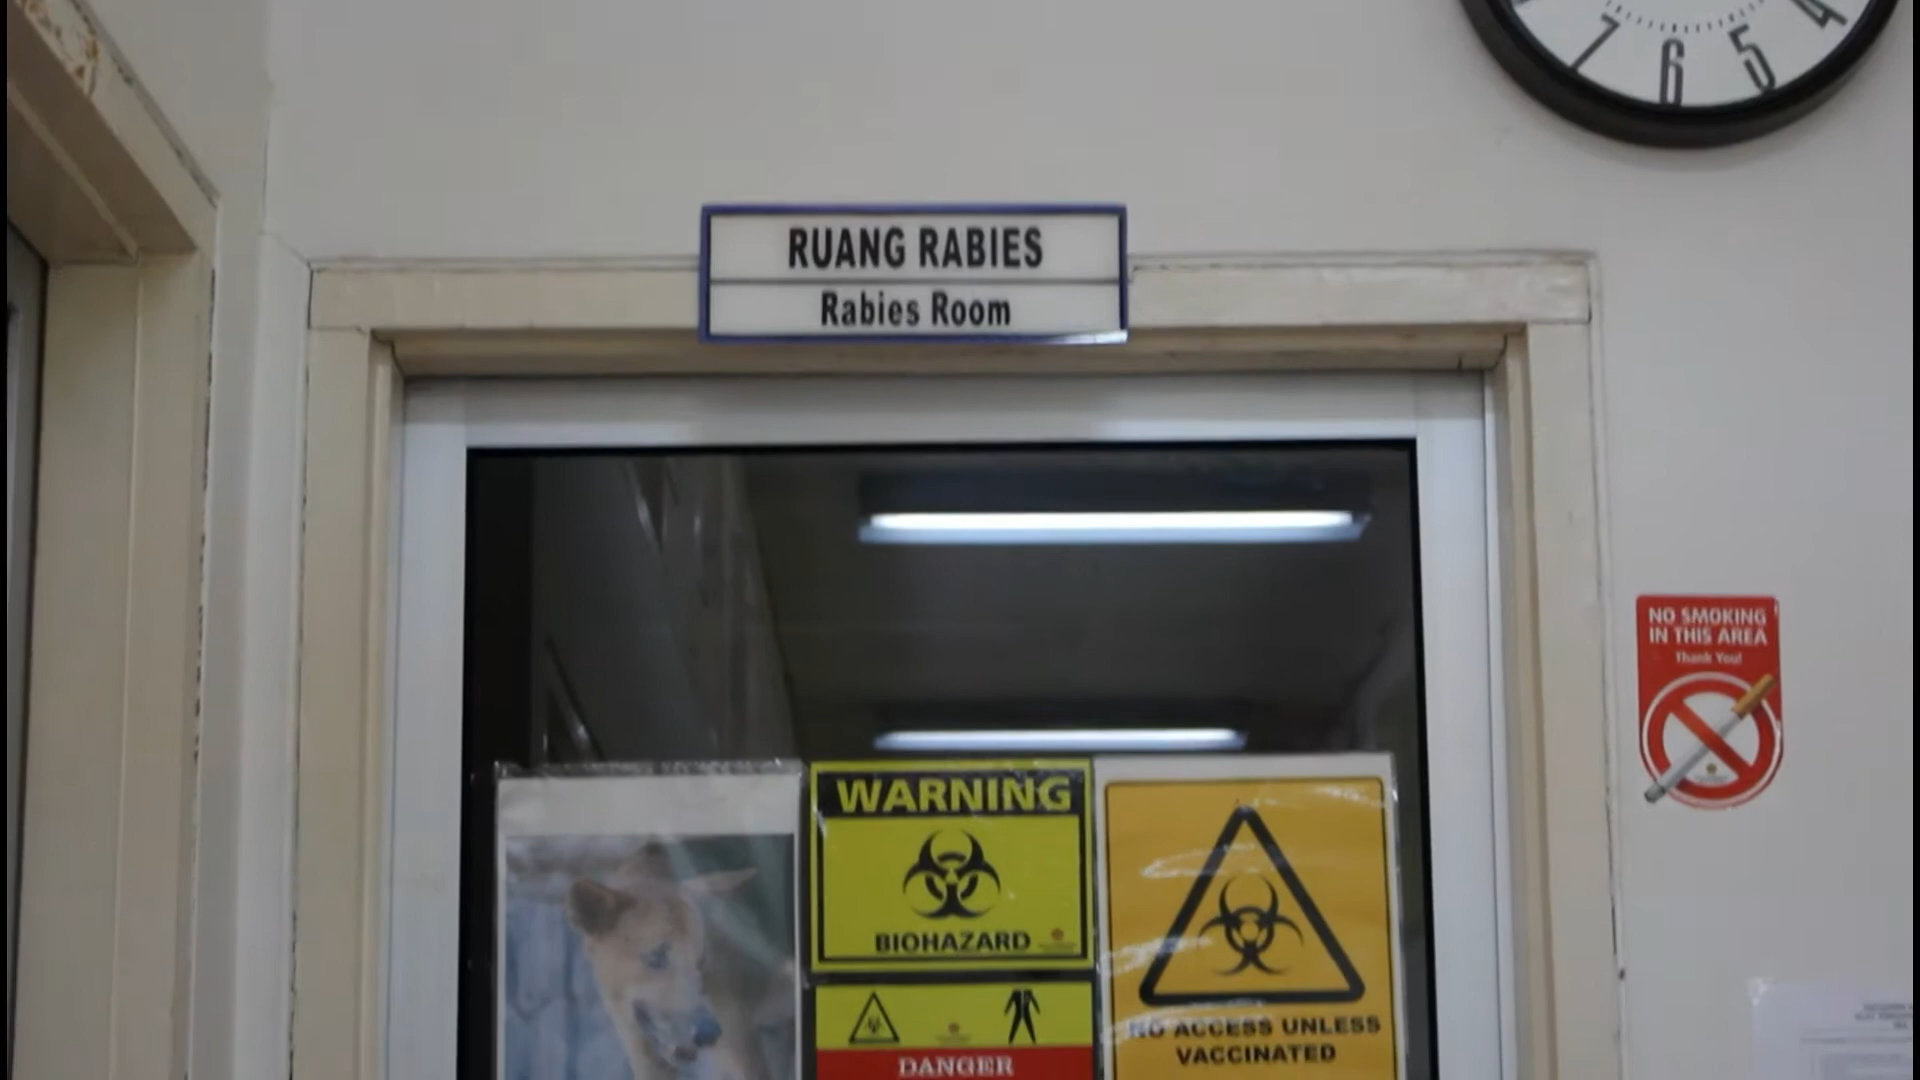 7 6 5 4
RUANG RABIES
Rabies Room
NO SMOKING
IN THIS AREA
Thank You!
WARNING
BIOHAZARD
DANGER
NO ACCESS UNLESS
VACCINATED